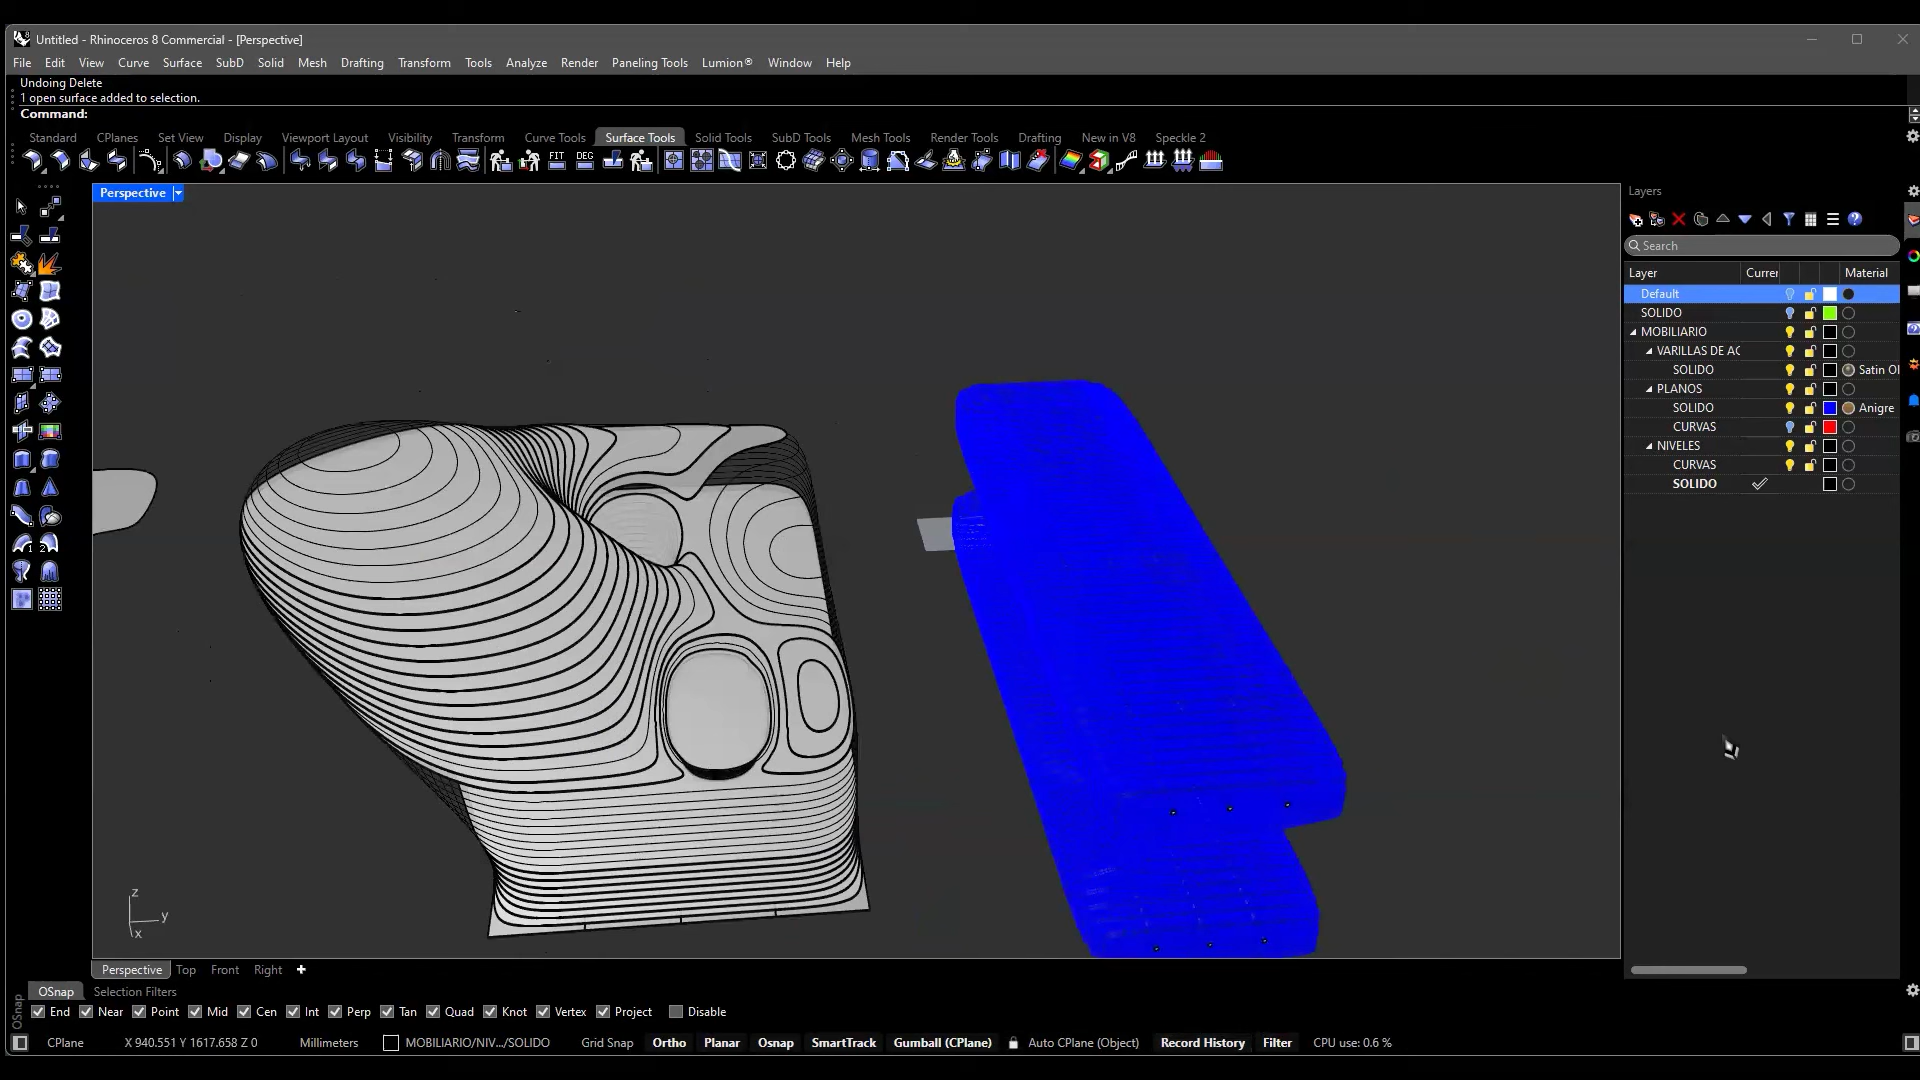 Untitled - Rhinoceros 8 Commercial - [Perspective]
File Edit View Curve Surface SubD Solid Mesh Drafting Transform Tools Analyze Render Paneling Tools Lumion® Window Help
Undoing Delete
1 open surface added to selection.
Command:
Standard CPlanes Set View Display Viewport Layout Visibility Transform Curve Tools Surface Tools Solid Tools SubD Tools Mesh Tools Render Tools Drafting New in V8 Speckle 2
FIT DEG
Perspective
Layers
Search
Layer Currer Material
Default
SOLIDO
MOBILIARIO
VARILLAS DE AC
SOLIDO Satin Ol
PLANOS
SOLIDO Anigre
CURVAS
NIVELES
CURVAS
SOLIDO
1 2
z
y
x
Perspective Top Front Right
OSnap Selection Filters
OSnap
End Near Point Mid Cen Int Perp Tan Quad Knot Vertex Project Disable
CPlane X 940.551 Y 1617.658 Z 0 Millimeters MOBILIARIO/NIV.../SOLIDO Grid Snap Ortho Planar Osnap SmartTrack Gumball (CPlane) Auto CPlane (Object) Record History Filter CPU use: 0.6 %